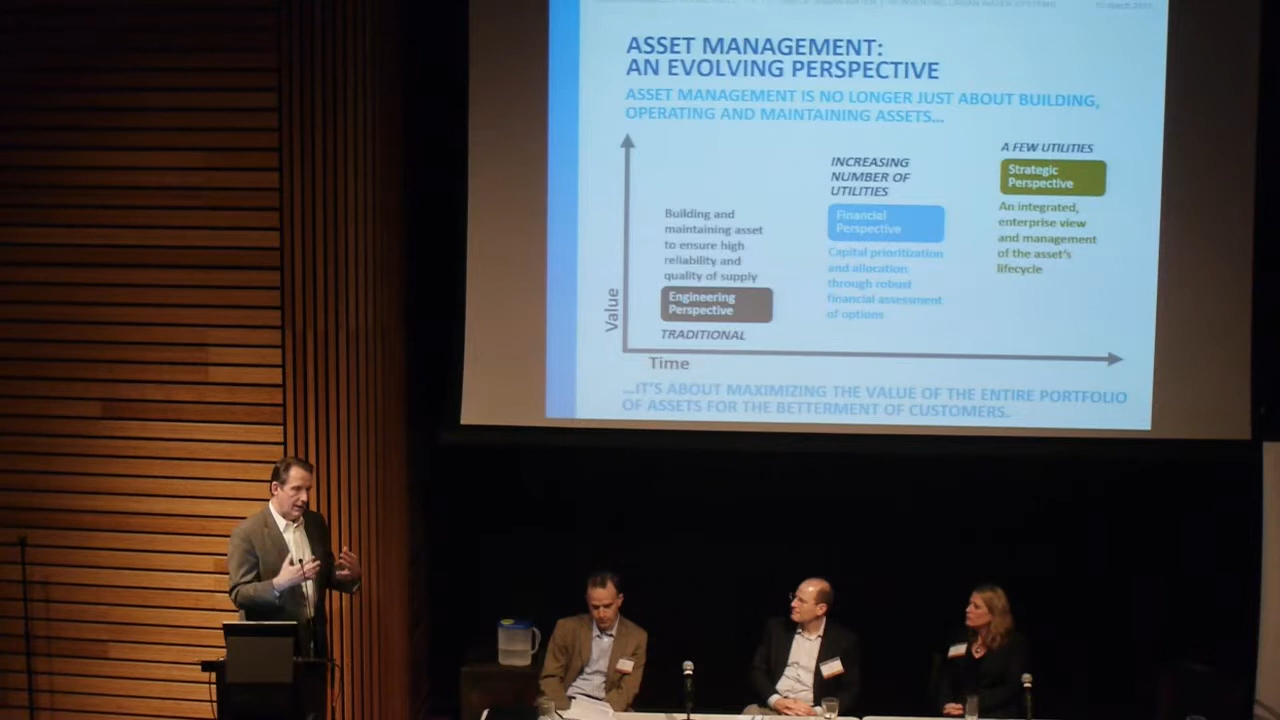 ASSET MANAGEMENT:
AN EVOLVING PERSPECTIVE
ASSET MANAGEMENT IS NO LONGER JUST ABOUT BUILDING,
OPERATING AND MAINTAINING ASSETS...
Value
Building and
maintaining asset
to ensure high
reliability and
quality of supply
Engineering
Perspective
TRADITIONAL
INCREASING
NUMBER OF
UTILITIES
Financial
Perspective
Capital prioritization
and allocation
through robust
financial assessment
of options
A FEW UTILITIES
Strategic
Perspective
An integrated,
enterprise view
and management
of the asset's
lifecycle
Time
...IT'S ABOUT MAXIMIZING THE VALUE OF THE ENTIRE PORTFOLIO
OF ASSETS FOR THE BETTERMENT OF CUSTOMERS.